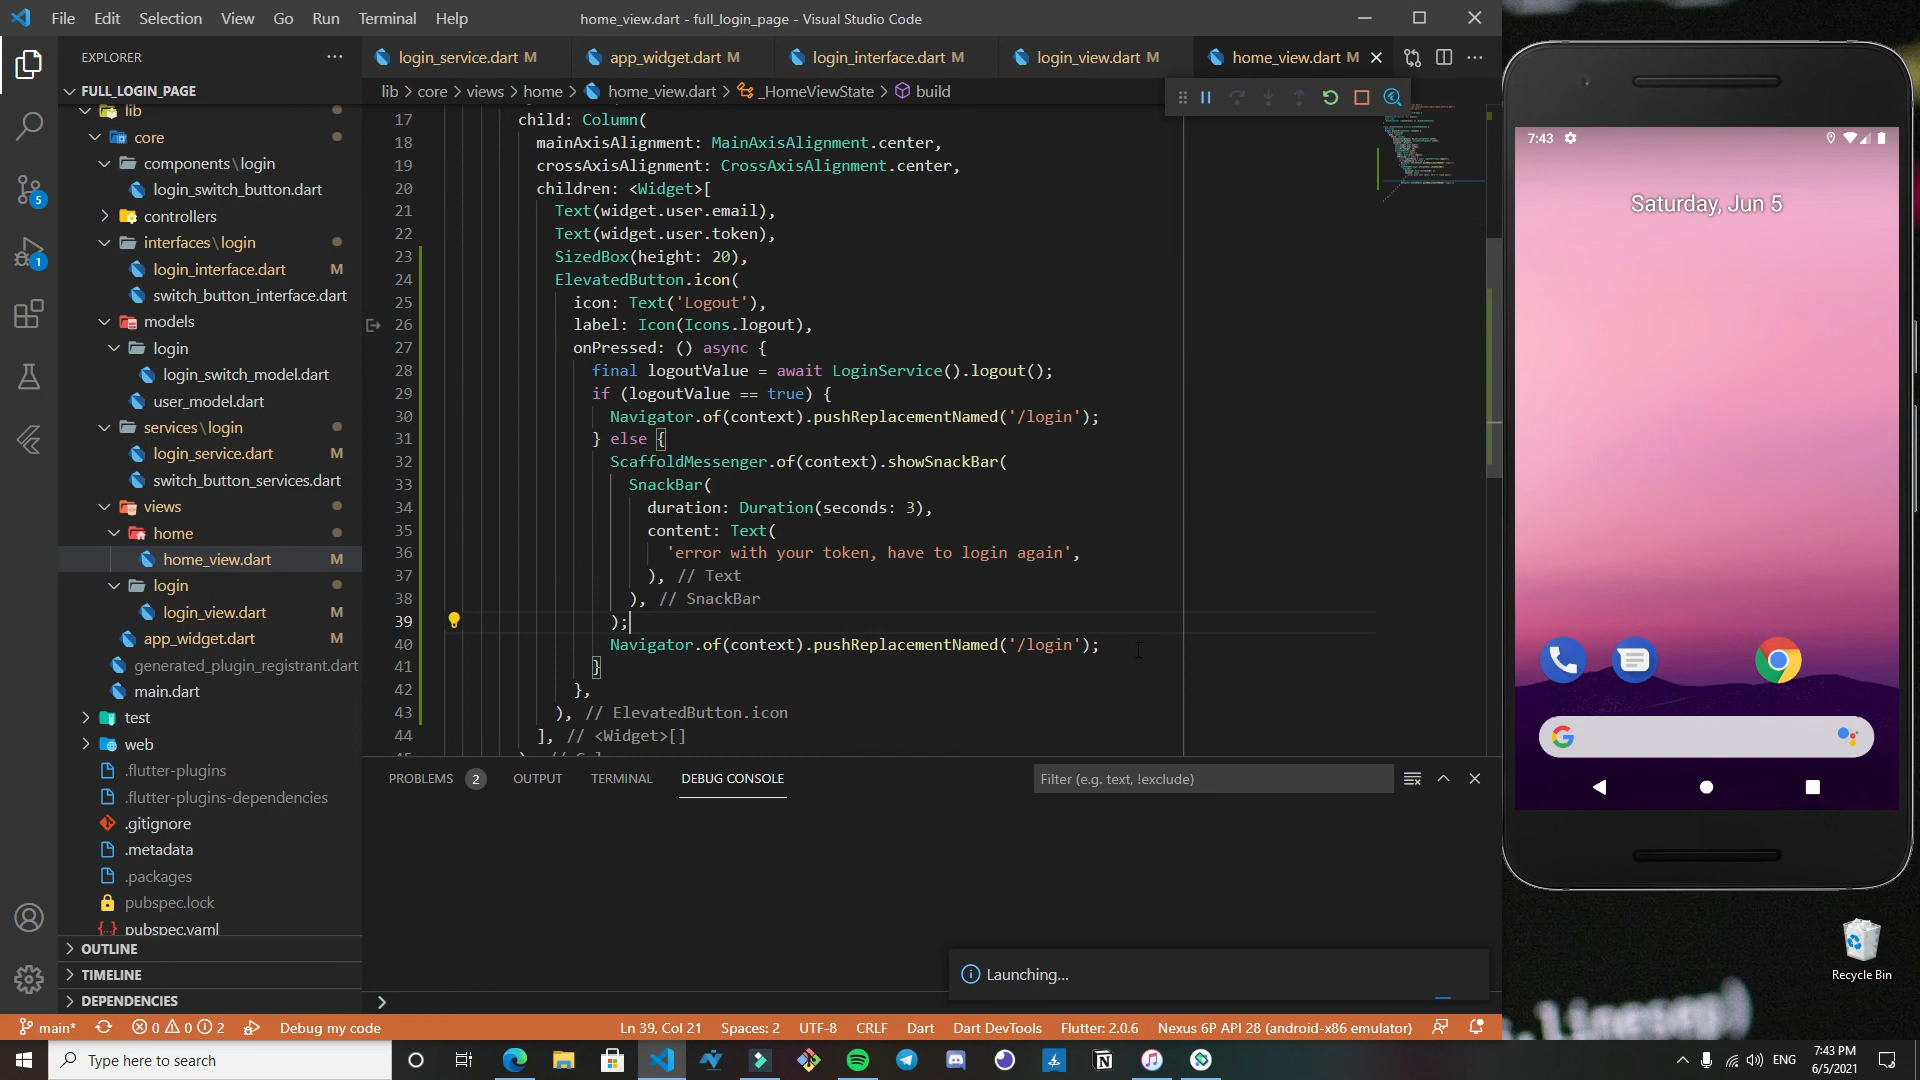 File Edit Selection View Go Run Terminal Help
home_view.dart - full_login_page - Visual Studio Code
EXPLORER
login_service.dart M
app_widget.dart M
login_interface.dart M
login_view.dart M
home_view.dart M
FULL_LOGIN_PAGE
lib
core
components\login
login_switch_button.dart
controllers
interfaces\login
login_interface.dart M
switch_button_interface.dart
models
login
login_switch_model.dart
user_model.dart
services\login
login_service.dart M
switch_button_services.dart
views
home
home_view.dart M
login
login_view.dart M
app_widget.dart M
generated_plugin_registrant.dart
main.dart
test
web
.flutter-plugins
.flutter-plugins-dependencies
.gitignore
.metadata
.packages
pubspec.lock
pubspec.yaml
OUTLINE
TIMELINE
DEPENDENCIES
5
1
lib > core > views > home > home_view.dart > _HomeViewState > build
17 child: Column(
18 mainAxisAlignment: MainAxisAlignment.center,
19 crossAxisAlignment: CrossAxisAlignment.center,
20 children: <Widget>[
21 Text(widget.user.email),
22 Text(widget.user.token),
23 SizedBox(height: 20),
24 ElevatedButton.icon(
25 icon: Text('Logout'),
26 label: Icon(Icons.logout),
27 onPressed: () async {
28 final logoutValue = await LoginService().logout();
29 if (logoutValue == true) {
30 Navigator.of(context).pushReplacementNamed('/login');
31 } else {
32 ScaffoldMessenger.of(context).showSnackBar(
33 SnackBar(
34 duration: Duration(seconds: 3),
35 content: Text(
36 'error with your token, have to login again',
37 ), // Text
38 ), // SnackBar
39 );
40 Navigator.of(context).pushReplacementNamed('/login');
41 }
42 },
43 ), // ElevatedButton.icon
44 ], // <Widget>[]
PROBLEMS 2 OUTPUT TERMINAL DEBUG CONSOLE
Filter (e.g. text, !exclude)
Launching...
main* 0 0 2 Debug my code
Ln 39, Col 21 Spaces: 2 UTF-8 CRLF Dart Dart DevTools Flutter: 2.0.6 Nexus 6P API 28 (android-x86 emulator)
7:43
Saturday, Jun 5
Recycle Bin
Type here to search
ENG
7:43 PM
6/5/2021